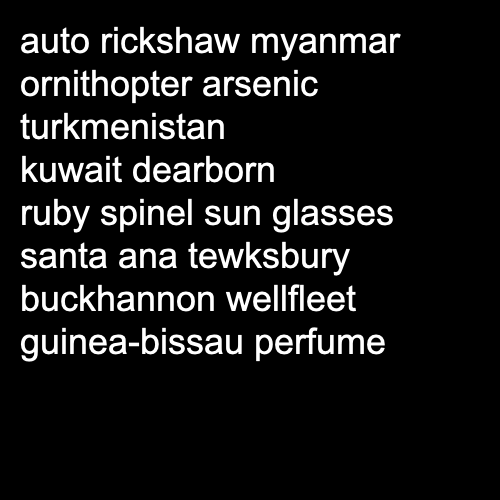 auto rickshaw myanmar
ornithopter arsenic
turkmenistan
kuwait dearborn
ruby spinel sun glasses
santa ana tewksbury
buckhannon wellfleet
guinea-bissau perfume